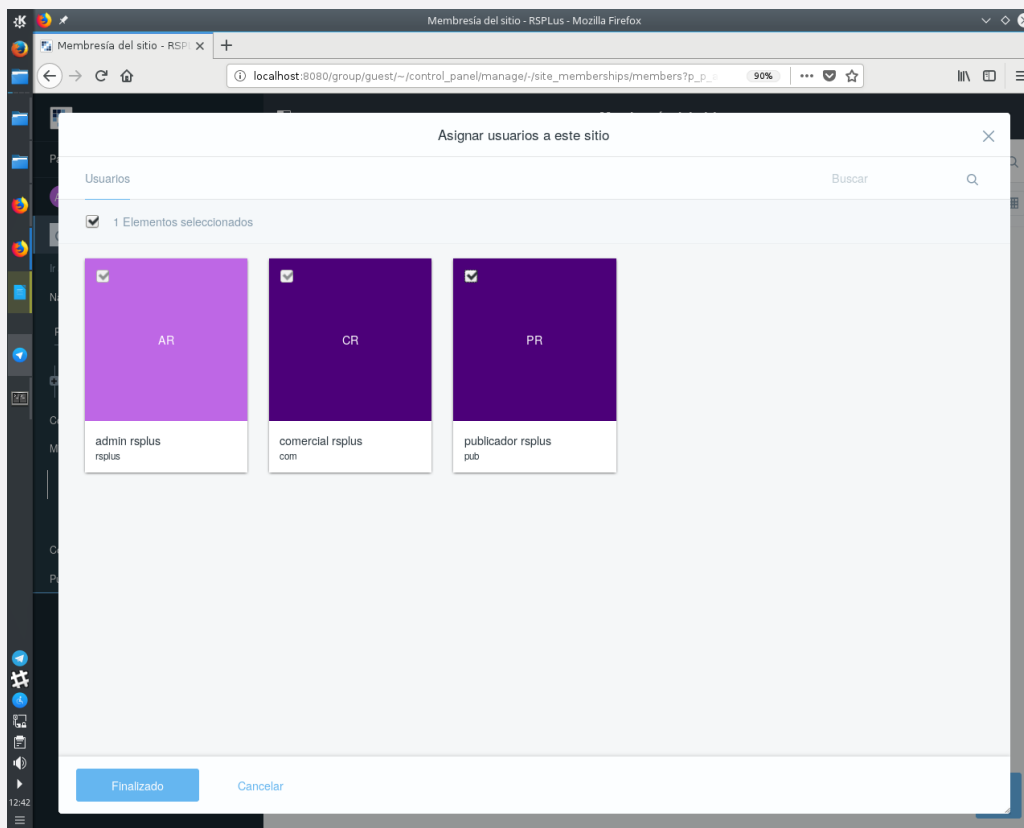 Membresía del sitio - RSPLus - Mozilla Firefox
Membresía del sitio - RSP
localhost:8080/group/guest/~/control_panel/manage/-/site_memberships/members?p_p_
90%
Asignar usuarios a este sitio
Usuarios
Buscar
1 Elementos seleccionados
AR
CR
PR
admin rsplus
rsplus
comercial rsplus
com
publicador rsplus
pub
Finalizado
Cancelar
12:42